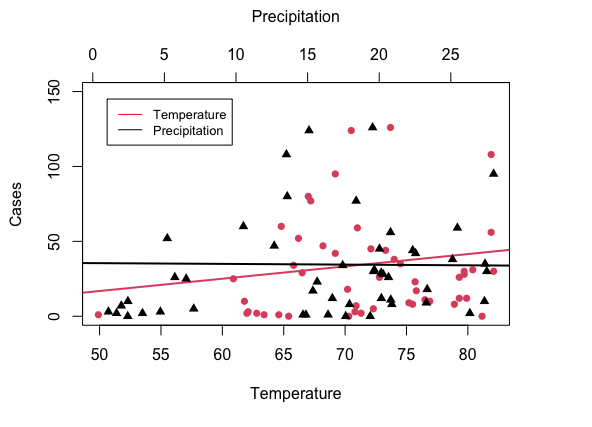 Precipitation
0 5 10 15 20 25
Temperature
Precipitation
Cases
0 50 100 150
50 55 60 65 70 75 80
Temperature